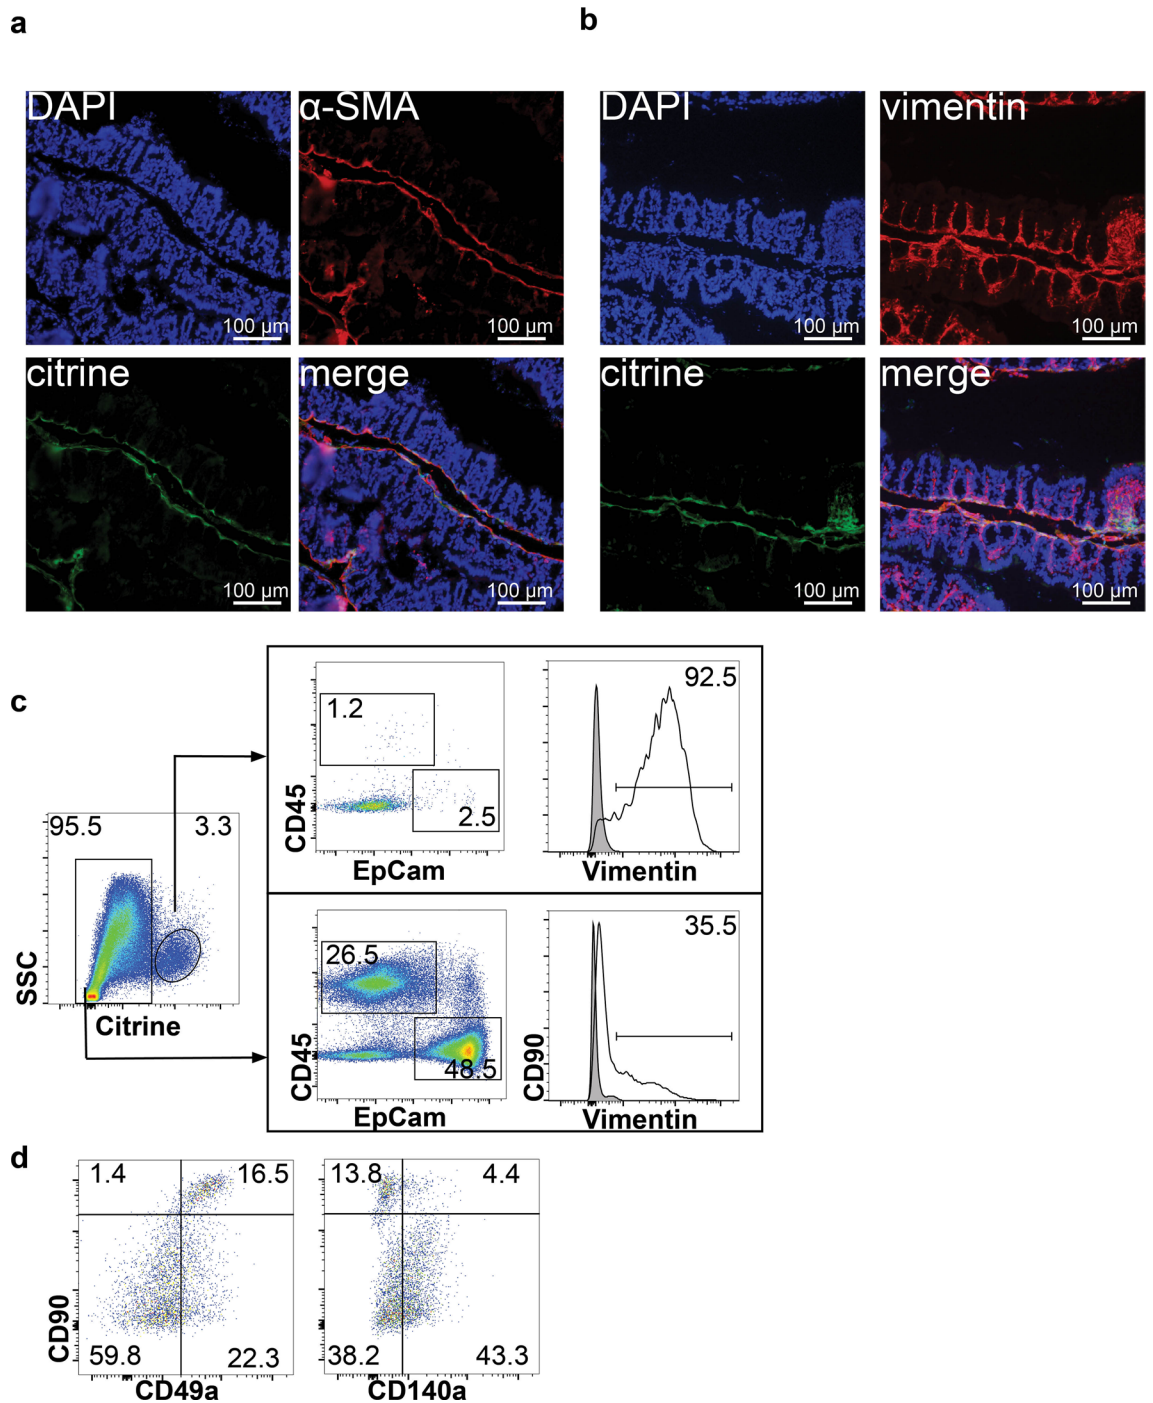 a
b
DAPI
α-SMA
DAPI
vimentin
100 µm
100 µm
100 µm
100 µm
citrine
merge
citrine
merge
100 µm
100 µm
100 µm
100 µm
c
1.2
2.5
CD45
EpCam
92.5
Vimentin
95.5
3.3
SSC
Citrine
26.5
48.5
CD45
EpCam
35.5
CD90
Vimentin
d
1.4
16.5
59.8
22.3
CD90
CD49a
13.8
4.4
38.2
43.3
CD140a